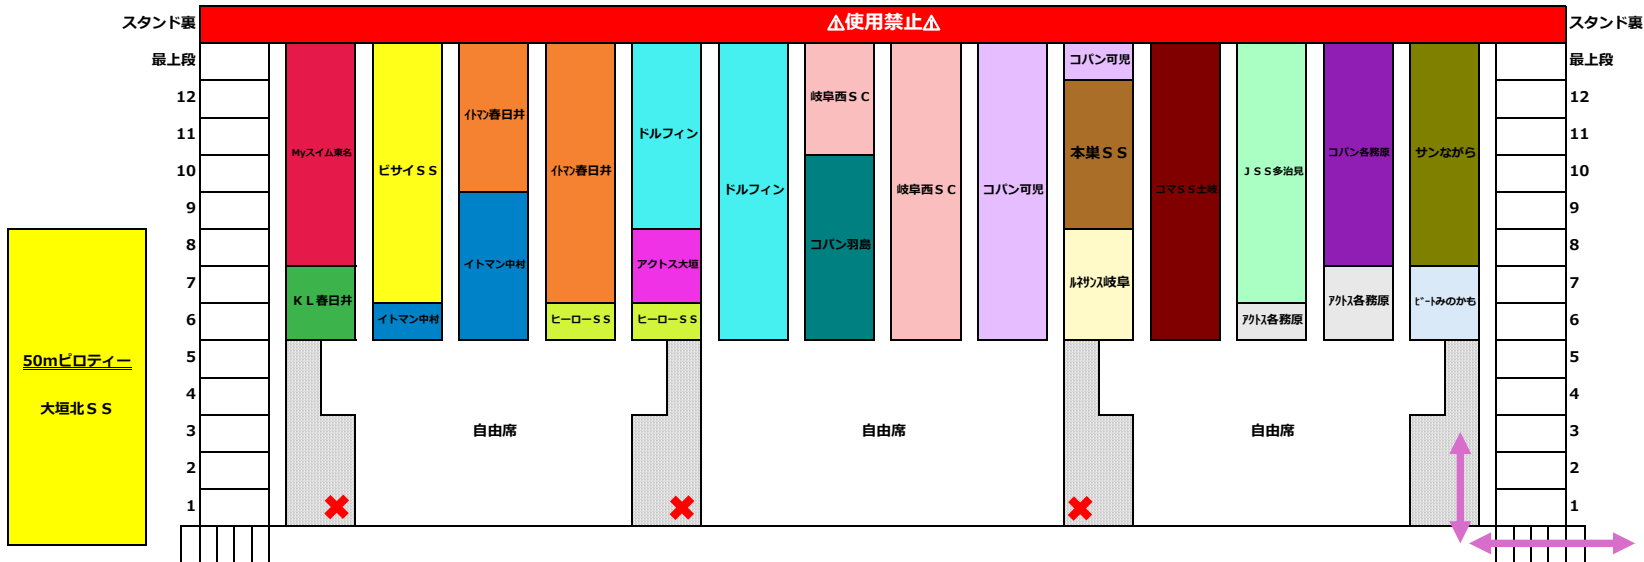 スタンド裏
⚠使用禁止⚠
スタンド裏
最上段
コパン可児
最上段
12
岐阜西ＳＣ
12
ｲﾄﾏﾝ春日井
11
ドルフィン
11
Myスイム東名
本巣ＳＳ
コパン各務原
サンながら
10
ビサイＳＳ
ｲﾄﾏﾝ春日井
ＪＳＳ多治見
10
ドルフィン
岐阜西ＳＣ
コパン可児
コマＳＳ土岐
9
9
8
コパン羽島
8
イトマン中村
アクトス大垣
7
ﾙﾈｻﾝｽ岐阜
7
ＫＬ春日井
ｱｸﾄｽ各務原
ﾋﾞｰﾄみのかも
6
イトマン中村
ヒーローＳＳ
ヒーローＳＳ
ｱｸﾄｽ各務原
6
50mピロティー
大垣北ＳＳ
5
5
4
4
3
自由席
自由席
自由席
3
2
2
1
1